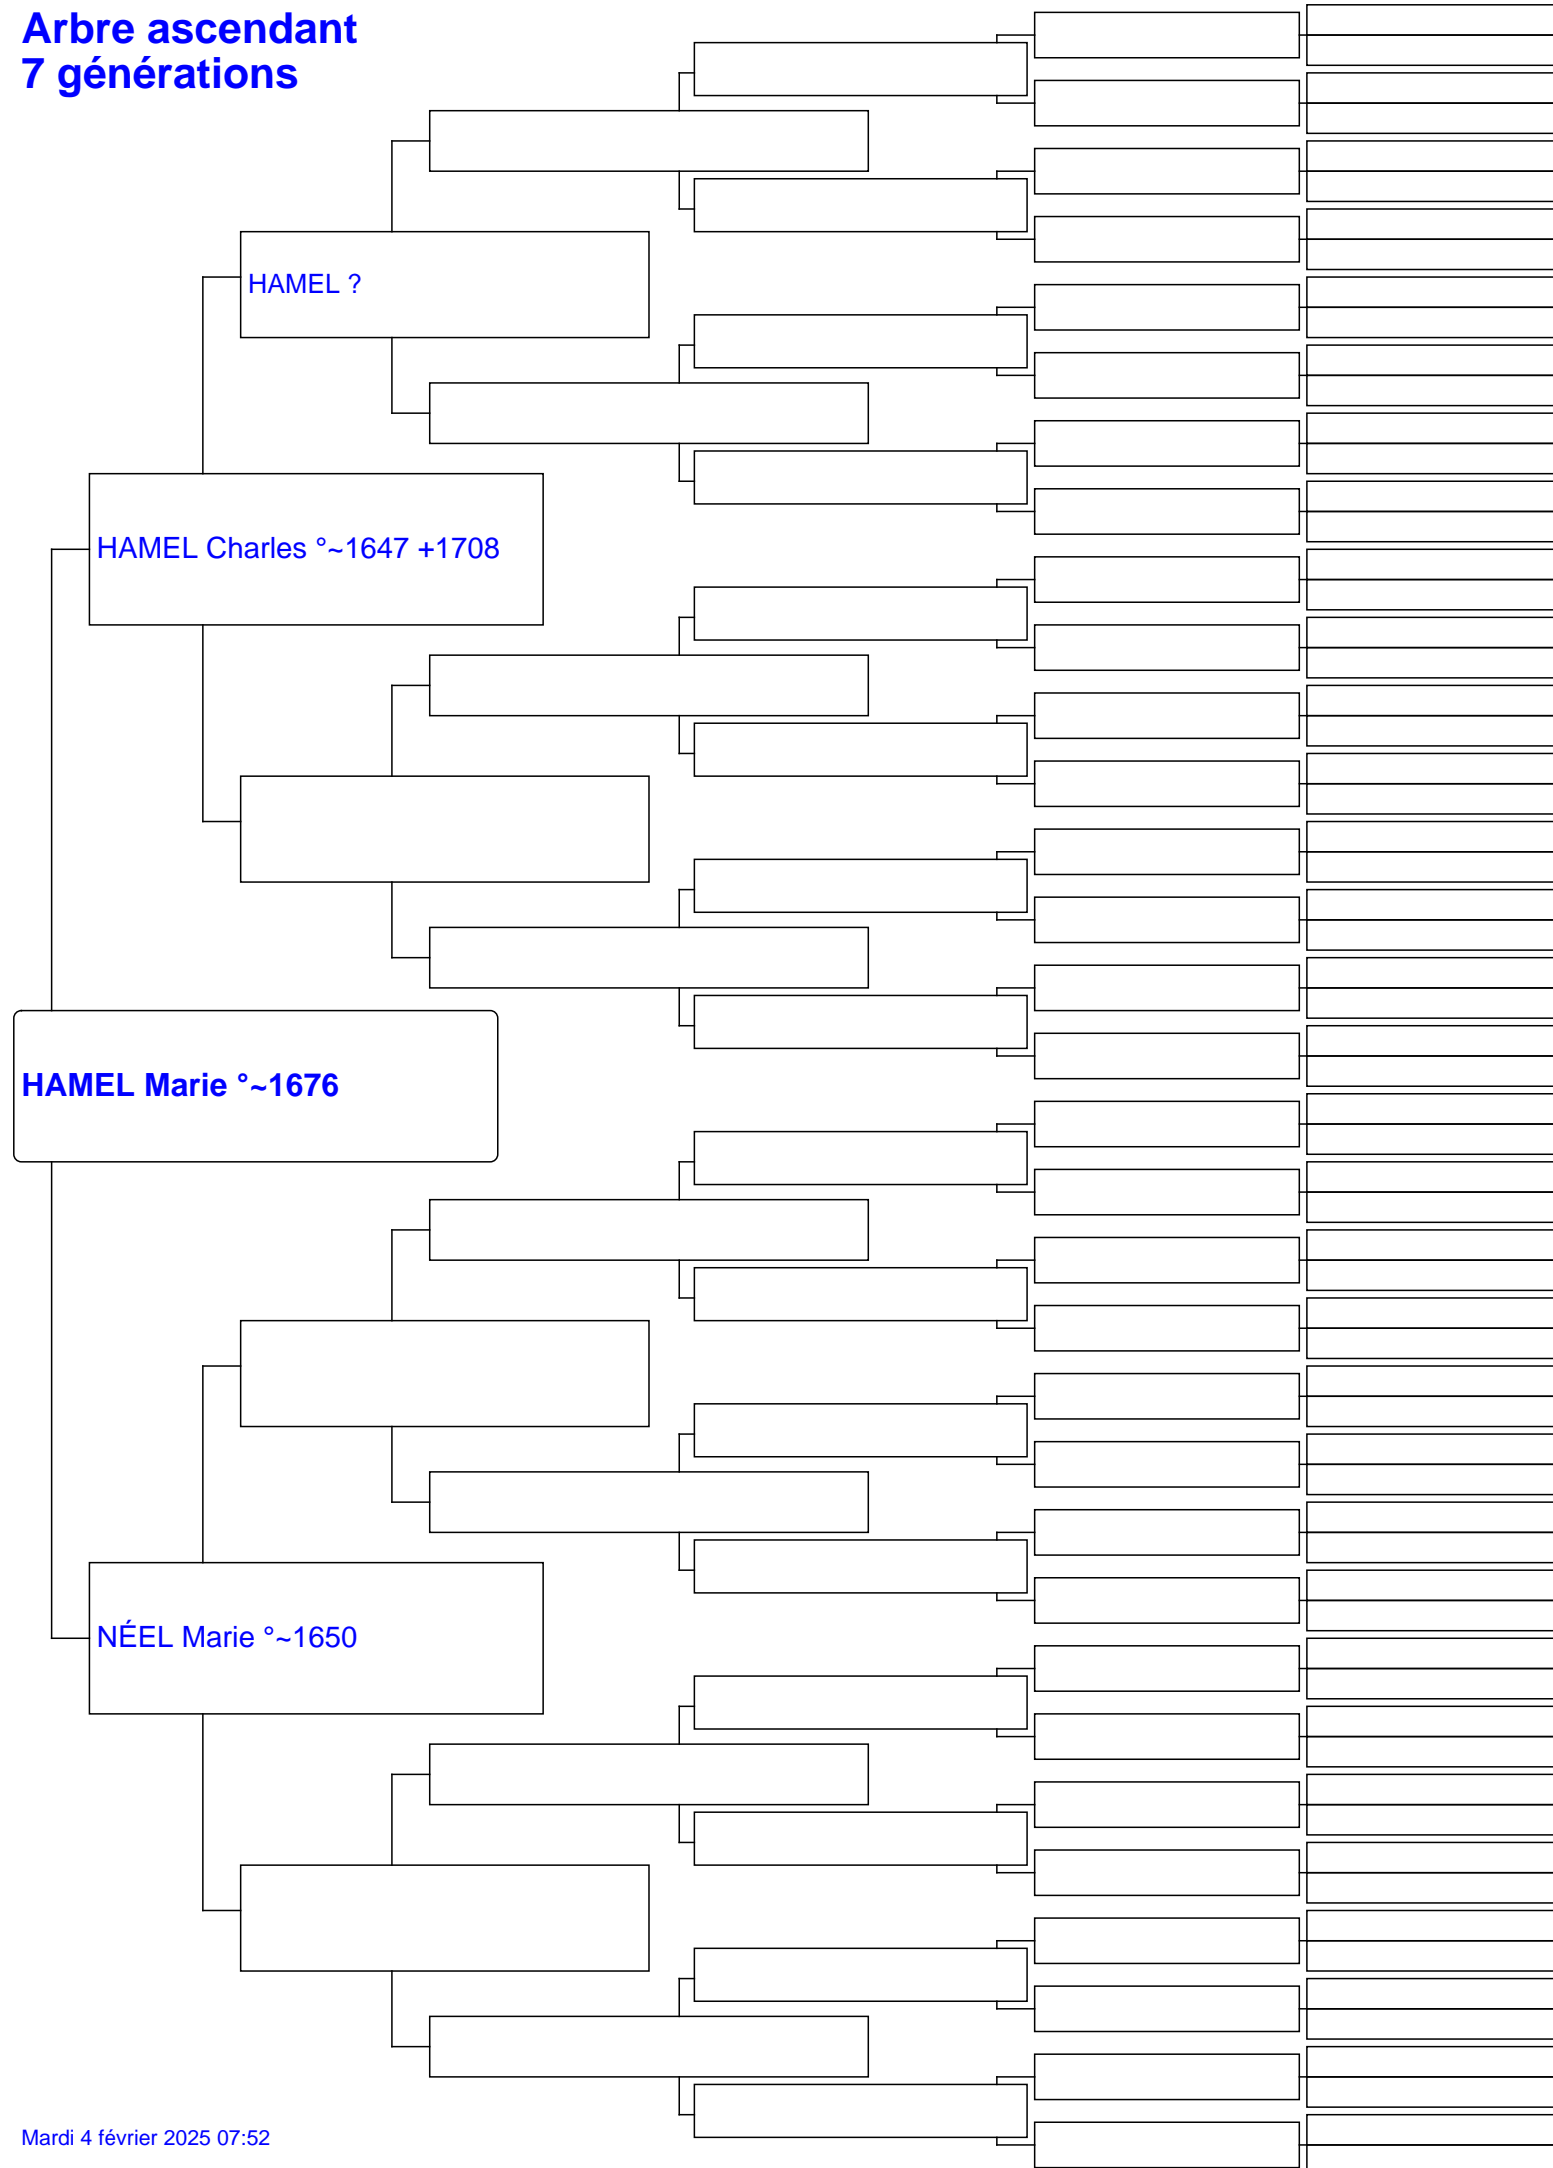 Arbre ascendant
7 générations
HAMEL ?
HAMEL Charles °~1647 +1708
HAMEL Marie °~1676
NÉEL Marie °~1650
Mardi 4 février 2025 07:52